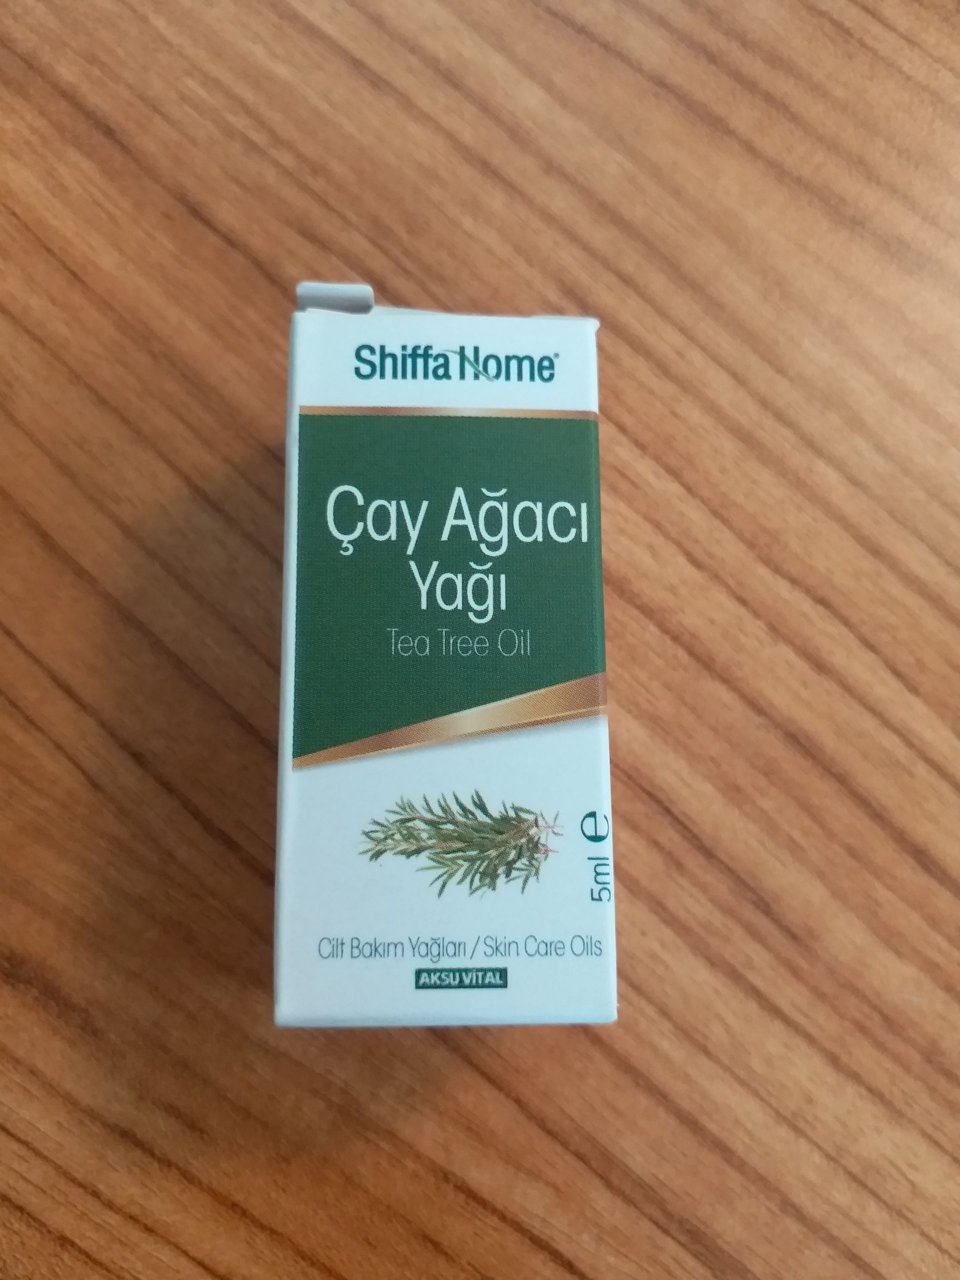 Shiffa Home®
Çay Ağacı
Yağı
Tea Tree Oil
5ml e
Cilt Bakım Yağları / Skin Care Oils
AKSU VİTAL